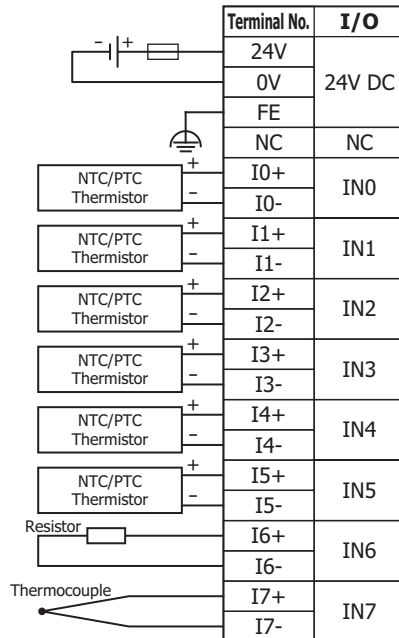 Terminal No. I/O
– + 24V
0V 24V DC
FE
NC NC
NTC/PTC Thermistor + I0+ IN0
– I0-
NTC/PTC Thermistor + I1+ IN1
– I1-
NTC/PTC Thermistor + I2+ IN2
– I2-
NTC/PTC Thermistor + I3+ IN3
– I3-
NTC/PTC Thermistor + I4+ IN4
– I4-
NTC/PTC Thermistor + I5+ IN5
– I5-
Resistor I6+ IN6
I6-
Thermocouple I7+ IN7
I7-